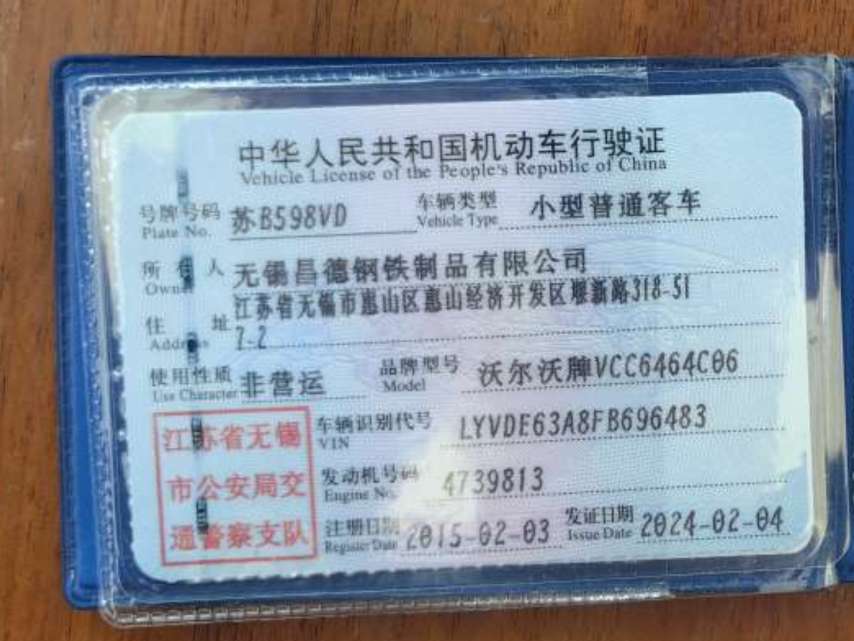 中华人民共和国机动车行驶证
Vehicle License of the People's Republic of China
号牌号码 苏B598VD 车辆类型 小型普通客车
Plate No. Vehicle Type
所有人 无锡昌德钢铁制品有限公司
Owner
江苏省无锡市惠山区惠山经济开发区堰新路318-51
住址 7-2
Address
使用性质 非营运 品牌型号 沃尔沃牌VCC6464C06
Use Character Model
江苏省无锡 车辆识别代号 LYVDE63A8FB696483
VIN
市公安局交 发动机号码 4739813
Engine No.
通警察支队 注册日期 2015-02-03 发证日期 2024-02-04
Register Date Issue Date